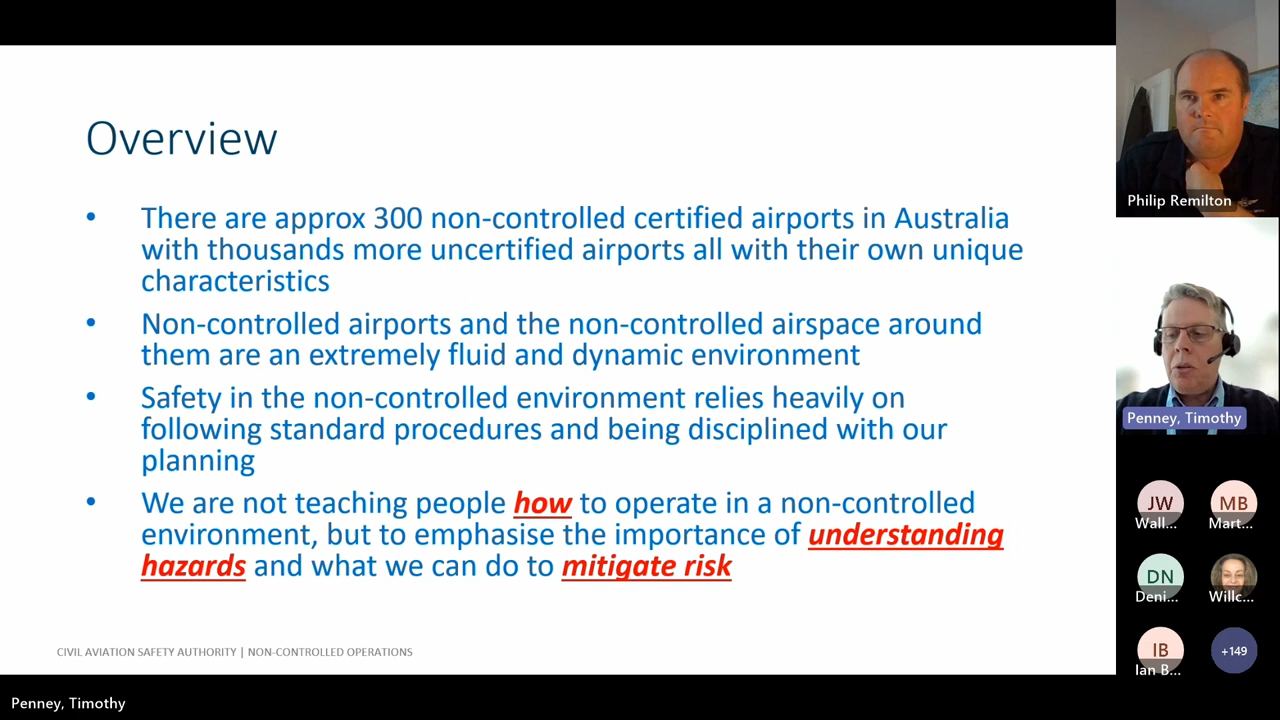 Overview
• There are approx 300 non-controlled certified airports in Australia
with thousands more uncertified airports all with their own unique
characteristics
• Non-controlled airports and the non-controlled airspace around
them are an extremely fluid and dynamic environment
• Safety in the non-controlled environment relies heavily on
following standard procedures and being disciplined with our
planning
• We are not teaching people how to operate in a non-controlled
environment, but to emphasise the importance of understanding
hazards and what we can do to mitigate risk
CIVIL AVIATION SAFETY AUTHORITY | NON-CONTROLLED OPERATIONS
Penney, Timothy
Philip Remilton
Penney, Timothy
JW
Wall...
MB
Mart...
DN
Deni...
Willc...
IB
Ian B...
+149